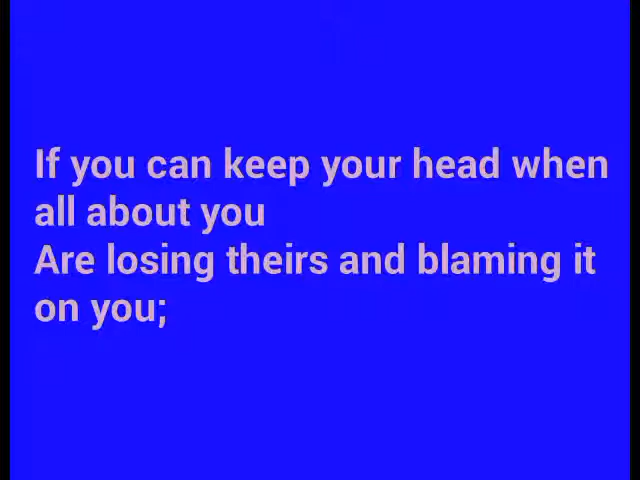 If you can keep your head when
all about you
Are losing theirs and blaming it
on you;